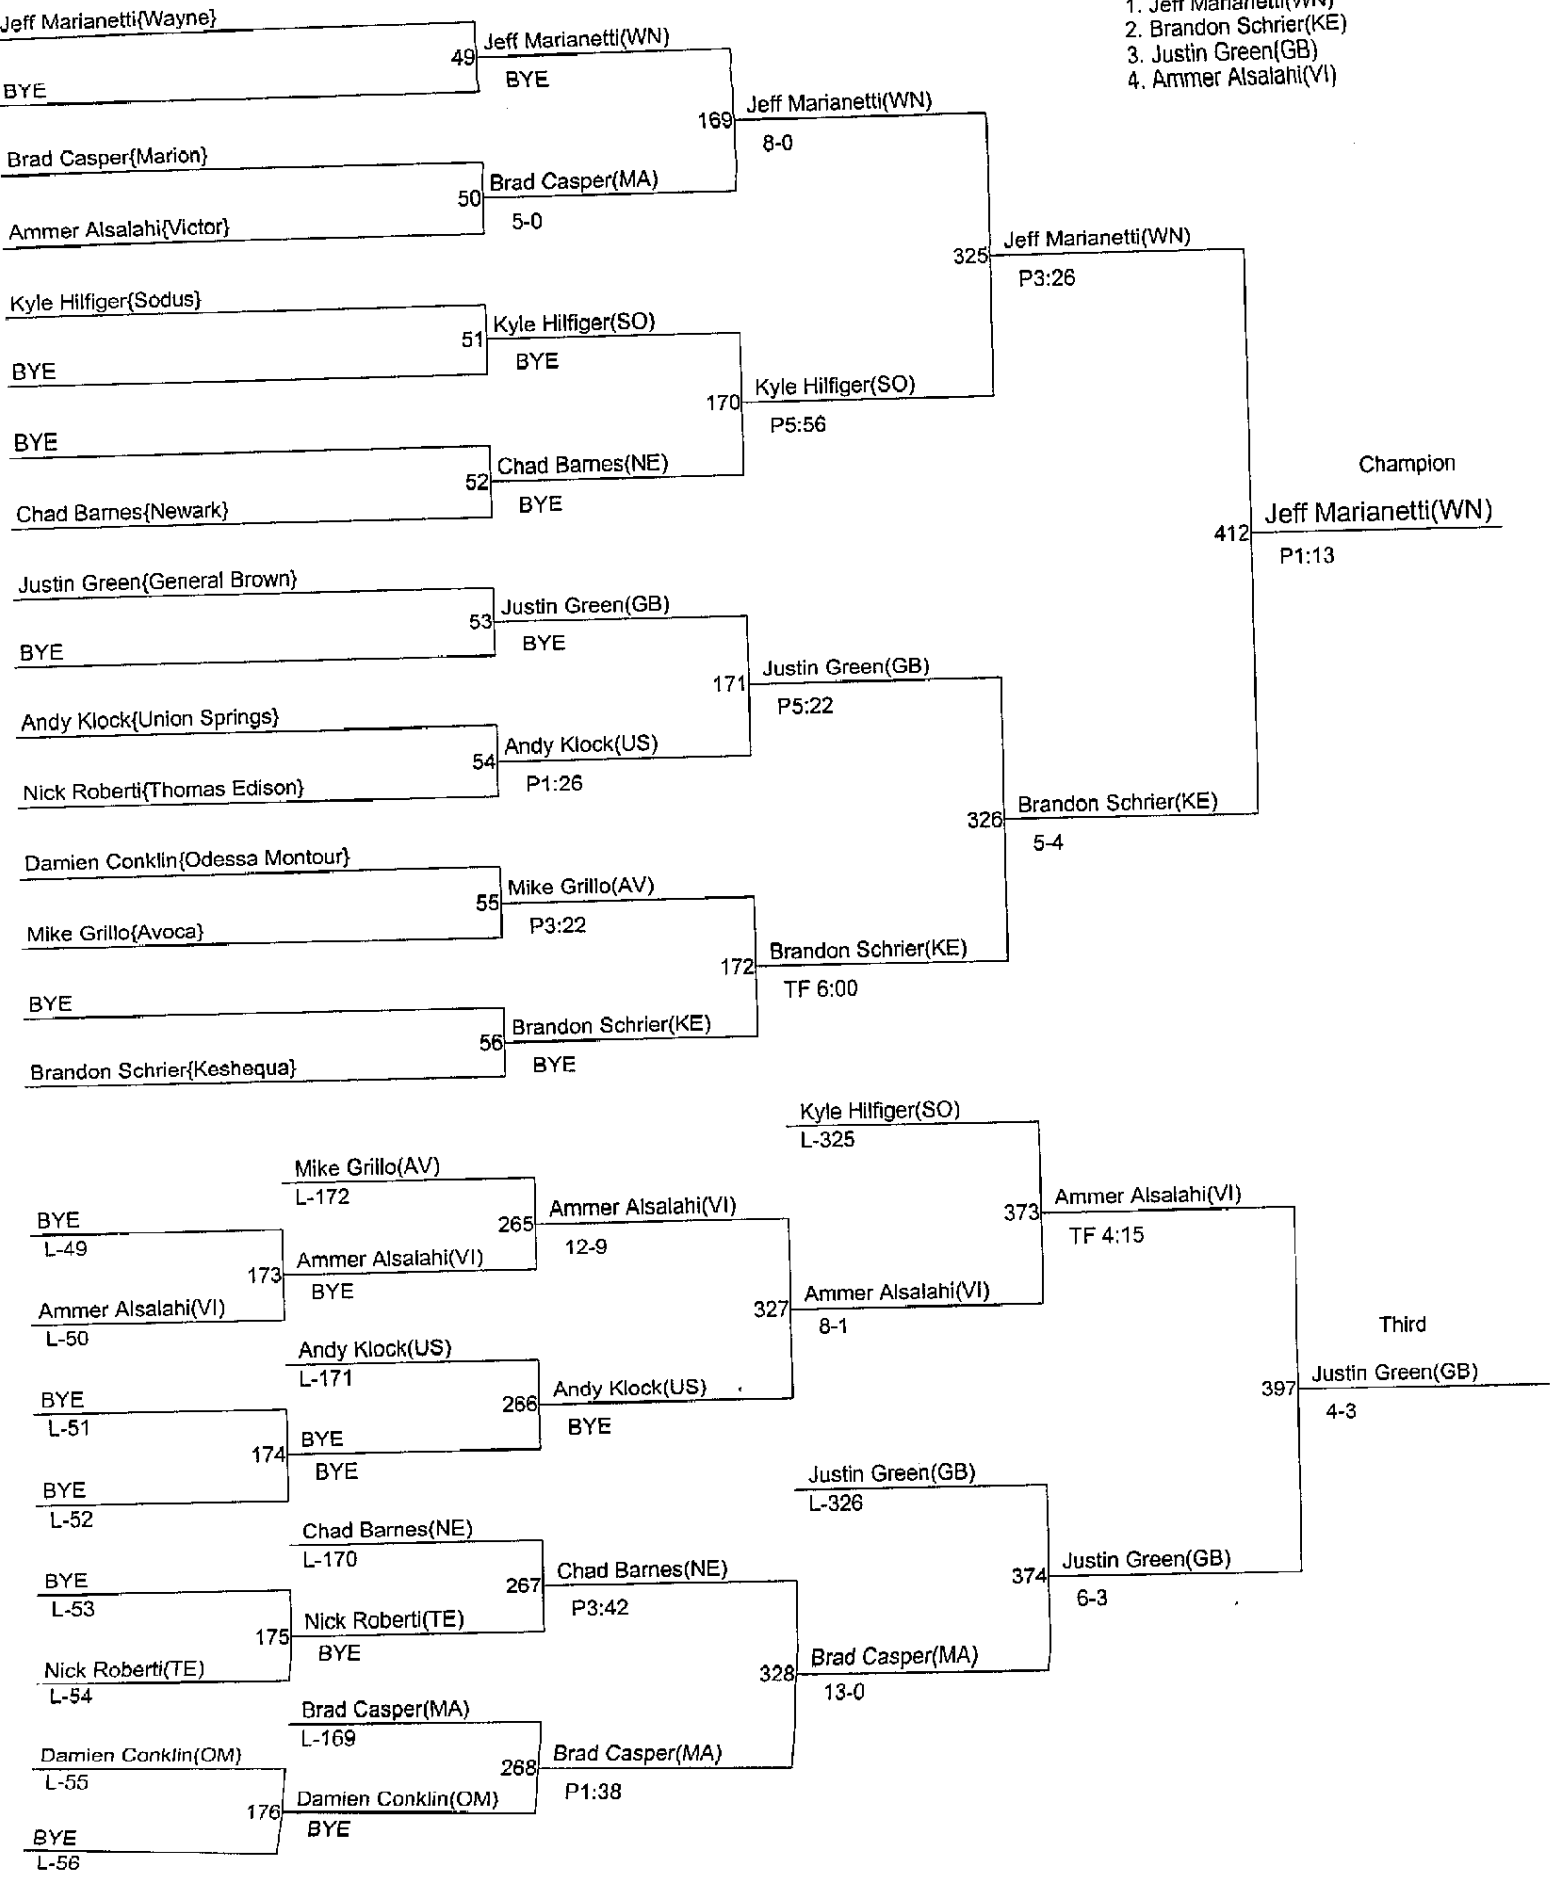 1. Jeff Marianetti(WN)
2. Brandon Schrier(KE)
3. Justin Green(GB)
4. Ammer Alsalahi(VI)
Jeff Marianetti{Wayne}
49
Jeff Marianetti(WN)
BYE
BYE
169
Jeff Marianetti(WN)
8-0
Brad Casper{Marion}
50
Brad Casper(MA)
5-0
Ammer Alsalahi{Victor}
325
Jeff Marianetti(WN)
P3:26
Kyle Hilfiger{Sodus}
51
Kyle Hilfiger(SO)
BYE
BYE
170
Kyle Hilfiger(SO)
P5:56
BYE
52
Chad Barnes(NE)
BYE
Chad Barnes{Newark}
Champion
412
Jeff Marianetti(WN)
P1:13
Justin Green{General Brown}
53
Justin Green(GB)
BYE
BYE
171
Justin Green(GB)
P5:22
Andy Klock{Union Springs}
54
Andy Klock(US)
P1:26
Nick Roberti{Thomas Edison}
326
Brandon Schrier(KE)
5-4
Damien Conklin{Odessa Montour}
55
Mike Grillo(AV)
P3:22
Mike Grillo{Avoca}
172
Brandon Schrier(KE)
TF 6:00
BYE
56
Brandon Schrier(KE)
BYE
Brandon Schrier{Keshequa}
Kyle Hilfiger(SO)
L-325
Mike Grillo(AV)
L-172
BYE
L-49
265
Ammer Alsalahi(VI)
12-9
373
Ammer Alsalahi(VI)
TF 4:15
173
Ammer Alsalahi(VI)
BYE
Ammer Alsalahi(VI)
L-50
327
Ammer Alsalahi(VI)
8-1
Third
Andy Klock(US)
L-171
BYE
L-51
266
Andy Klock(US)
BYE
397
Justin Green(GB)
4-3
174
BYE
BYE
BYE
L-52
Justin Green(GB)
L-326
Chad Barnes(NE)
L-170
BYE
L-53
267
Chad Barnes(NE)
P3:42
374
Justin Green(GB)
6-3
175
Nick Roberti(TE)
BYE
Nick Roberti(TE)
L-54
328
Brad Casper(MA)
13-0
Brad Casper(MA)
L-169
Damien Conklin(OM)
L-55
268
Brad Casper(MA)
P1:38
176
Damien Conklin(OM)
BYE
BYE
L-56